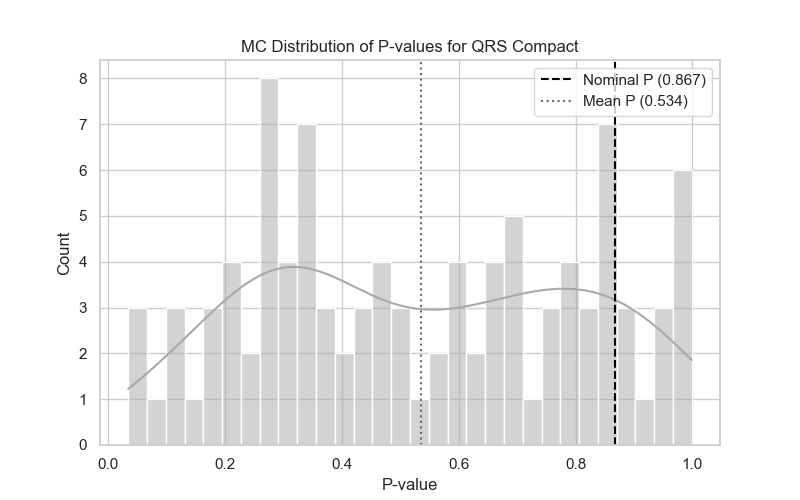 MC Distribution of P-values for QRS Compact
Nominal P (0.867)
Mean P (0.534)
8
7
6
5
4
3
2
1
0
Count
0.0 0.2 0.4 0.6 0.8 1.0
P-value